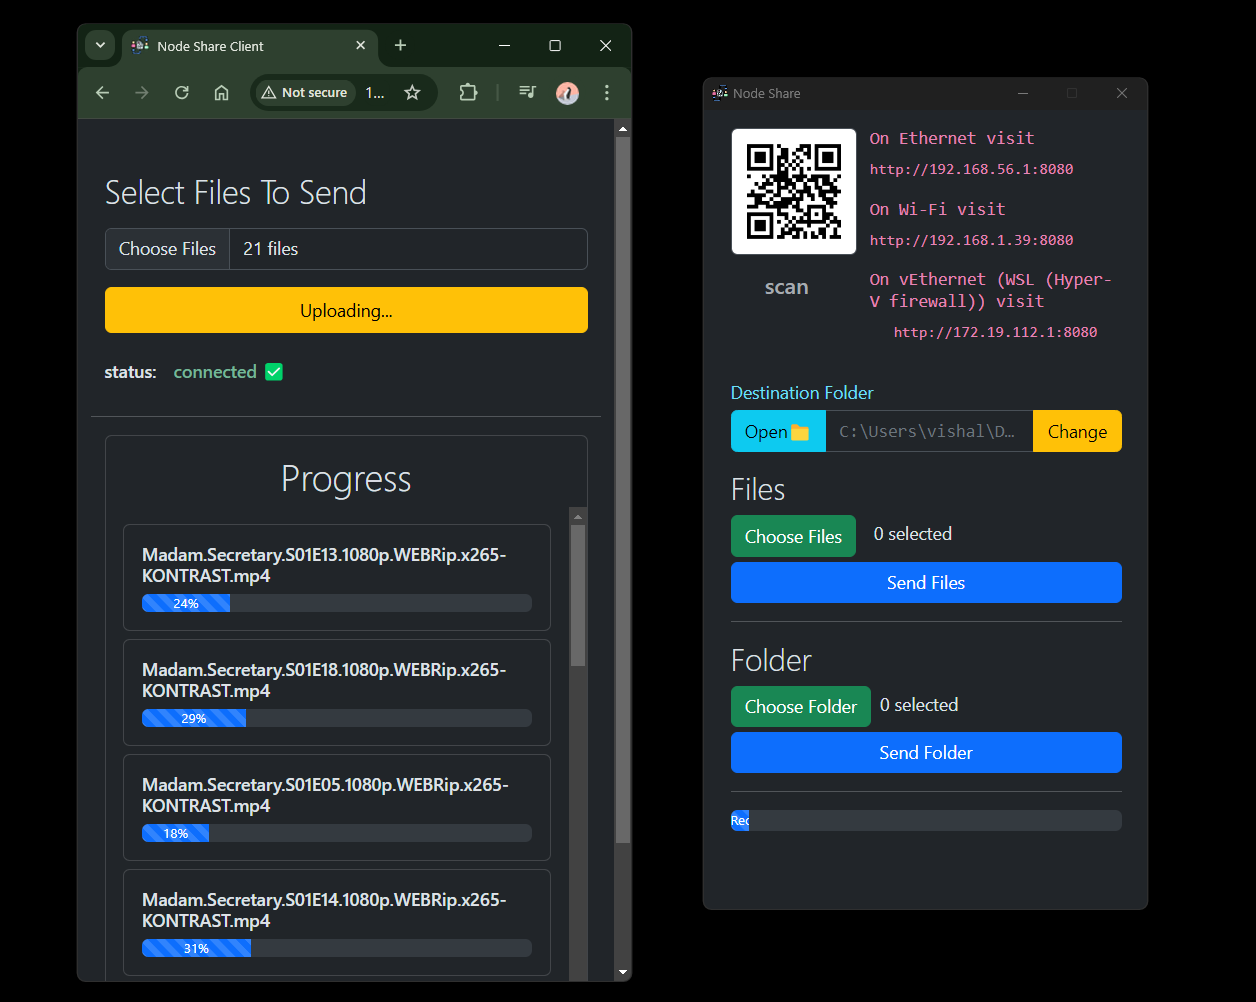 Node Share Client
Not secure 1...
Select Files To Send
Choose Files 21 files
Uploading...
status: connected
Progress
Madam.Secretary.S01E13.1080p.WEBRip.x265-
KONTRAST.mp4
24%
Madam.Secretary.S01E18.1080p.WEBRip.x265-
KONTRAST.mp4
29%
Madam.Secretary.S01E05.1080p.WEBRip.x265-
KONTRAST.mp4
18%
Madam.Secretary.S01E14.1080p.WEBRip.x265-
KONTRAST.mp4
31%
Node Share
scan
On Ethernet visit
http://192.168.56.1:8080
On Wi-Fi visit
http://192.168.1.39:8080
On vEthernet (WSL (Hyper-
V firewall)) visit
http://172.19.112.1:8080
Destination Folder
Open C:\Users\vishal\D... Change
Files
Choose Files 0 selected
Send Files
Folder
Choose Folder 0 selected
Send Folder